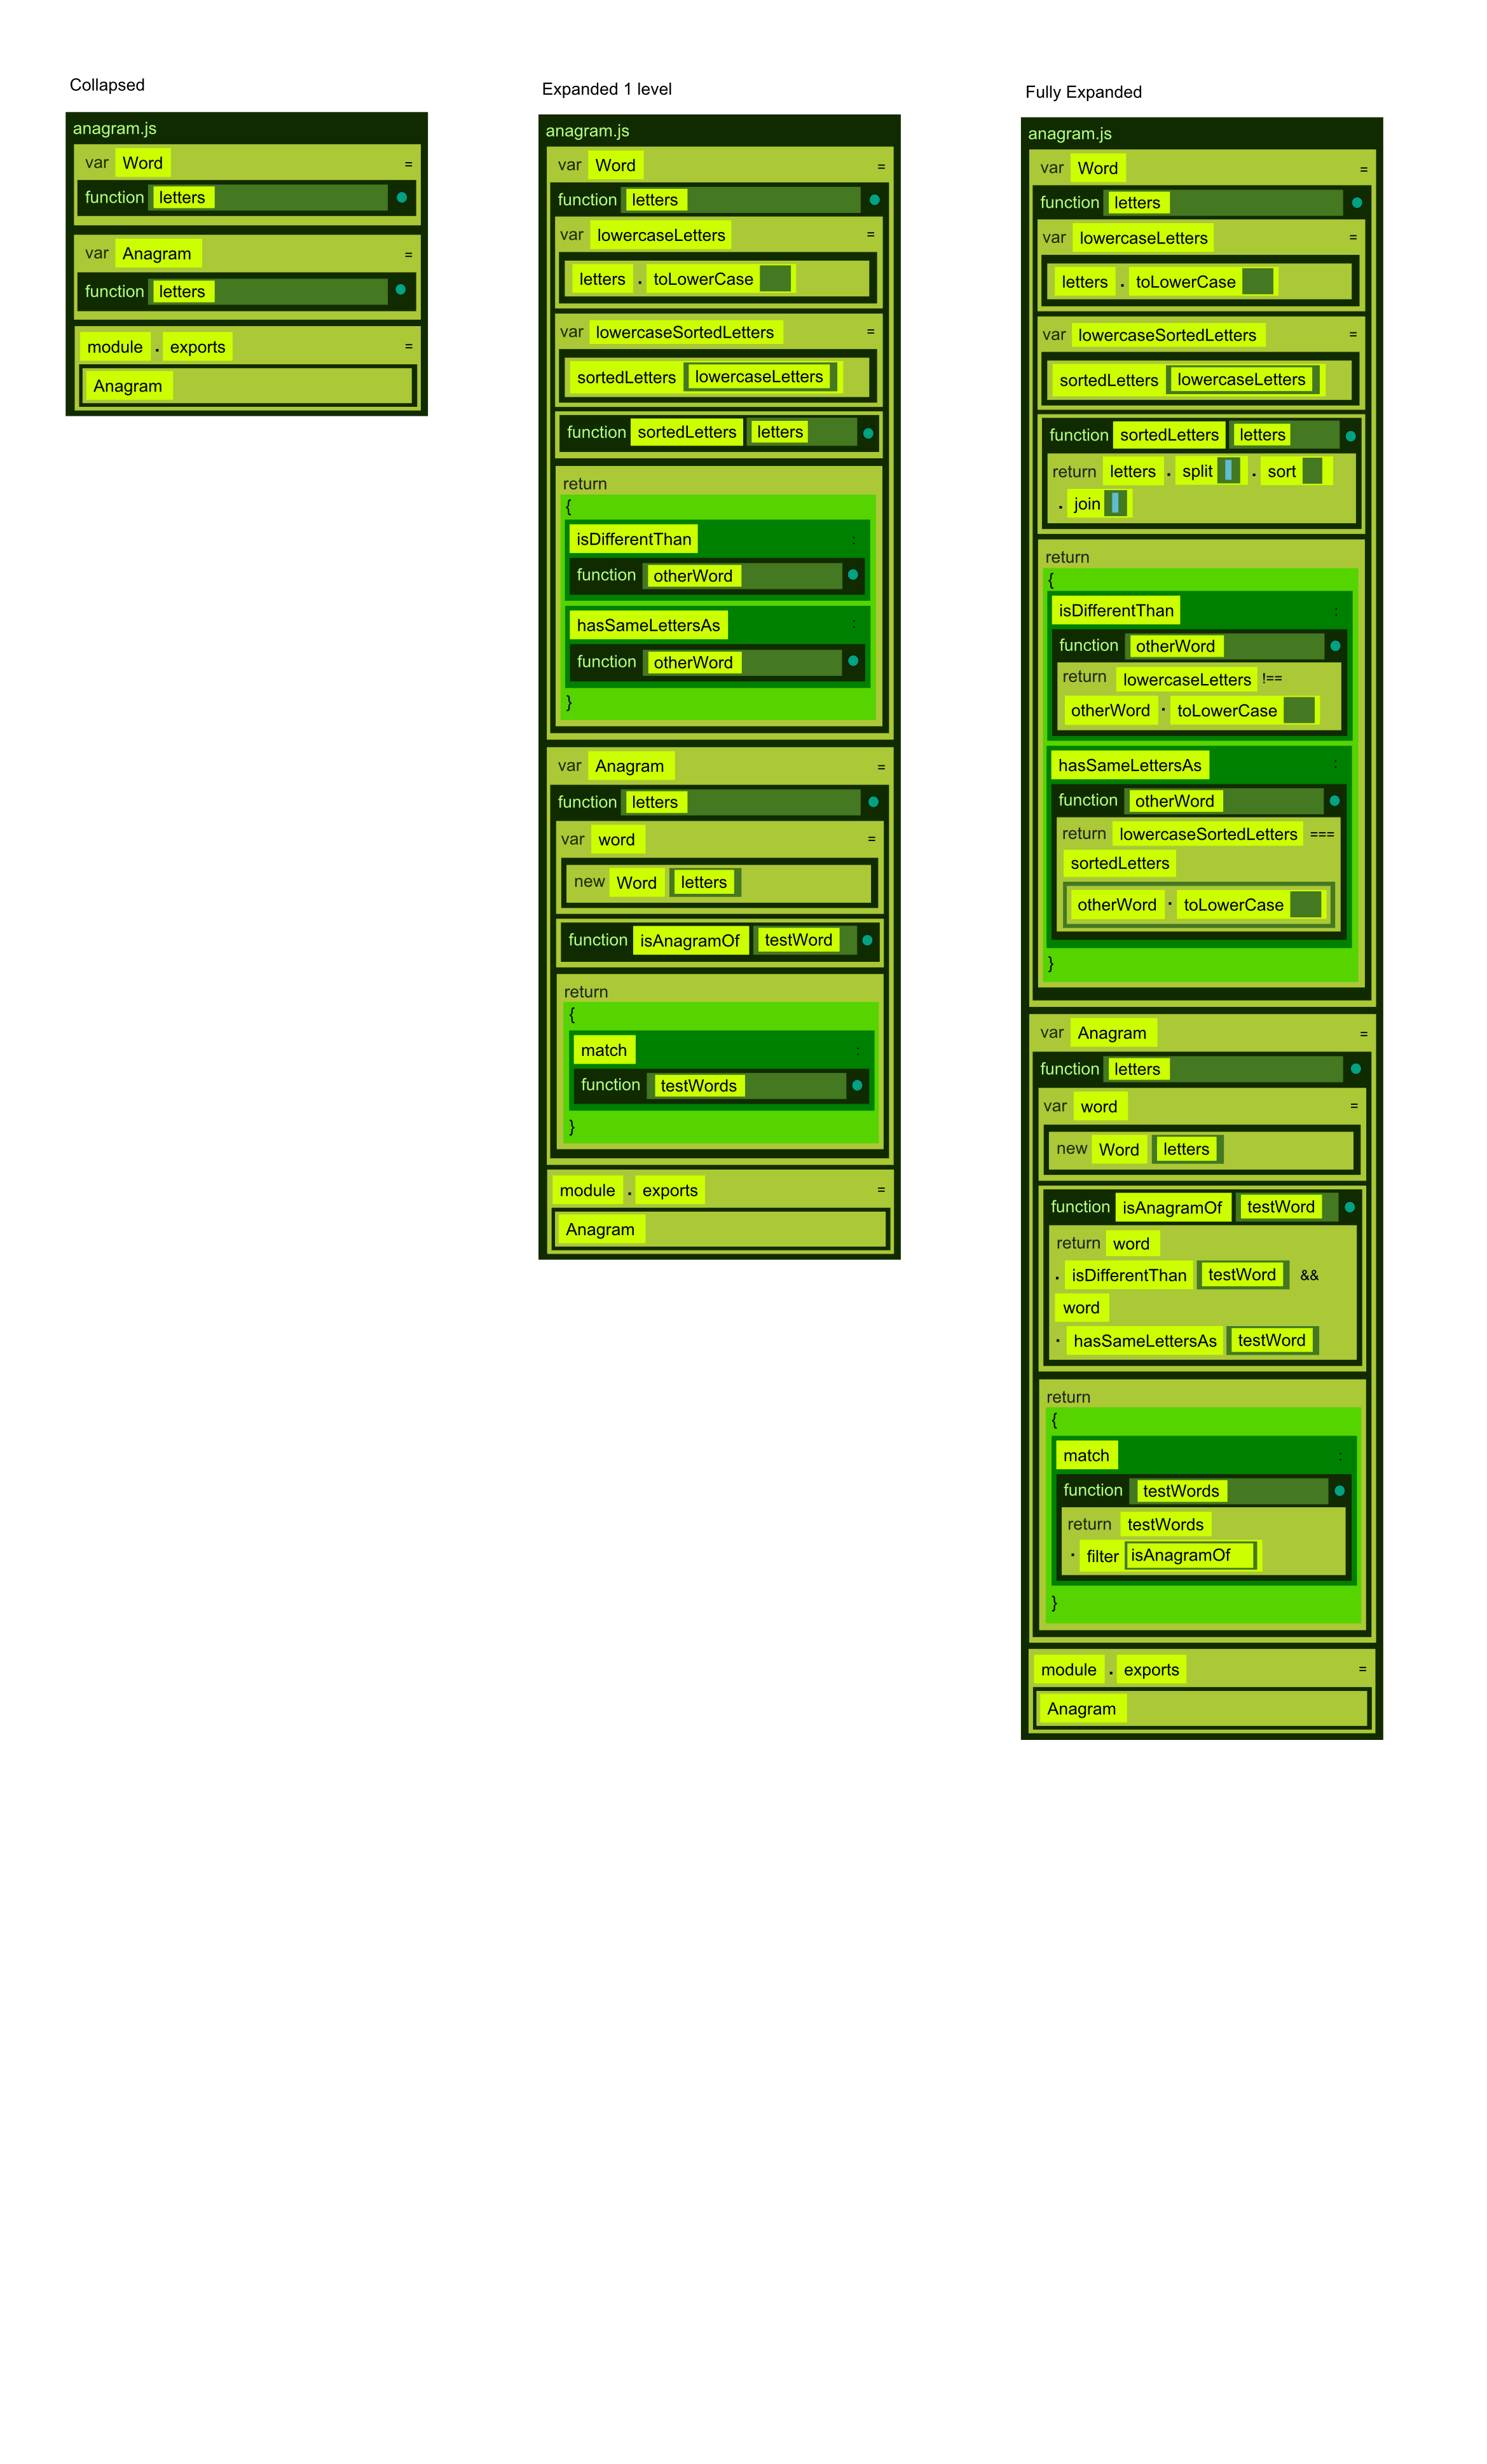 Collapsed
anagram.js
var Word =
function letters
var Anagram =
function letters
module . exports =
Anagram
Expanded 1 level
anagram.js
var Word =
function letters
var lowercaseLetters =
letters . toLowerCase
var lowercaseSortedLetters =
sortedLetters lowercaseLetters
function sortedLetters letters
return
{
isDifferentThan :
function otherWord
hasSameLettersAs :
function otherWord
}
var Anagram =
function letters
var word =
new Word letters
function isAnagramOf testWord
return
{
match :
function testWords
}
module . exports =
Anagram
Fully Expanded
anagram.js
var Word =
function letters
var lowercaseLetters =
letters . toLowerCase
var lowercaseSortedLetters =
sortedLetters lowercaseLetters
function sortedLetters letters
return letters . split . sort
. join
return
{
isDifferentThan :
function otherWord
return lowercaseLetters !==
otherWord . toLowerCase
hasSameLettersAs :
function otherWord
return lowercaseSortedLetters ===
sortedLetters
otherWord . toLowerCase
}
var Anagram =
function letters
var word =
new Word letters
function isAnagramOf testWord
return word
. isDifferentThan testWord &&
word
. hasSameLettersAs testWord
return
{
match :
function testWords
return testWords
. filter isAnagramOf
}
module . exports =
Anagram